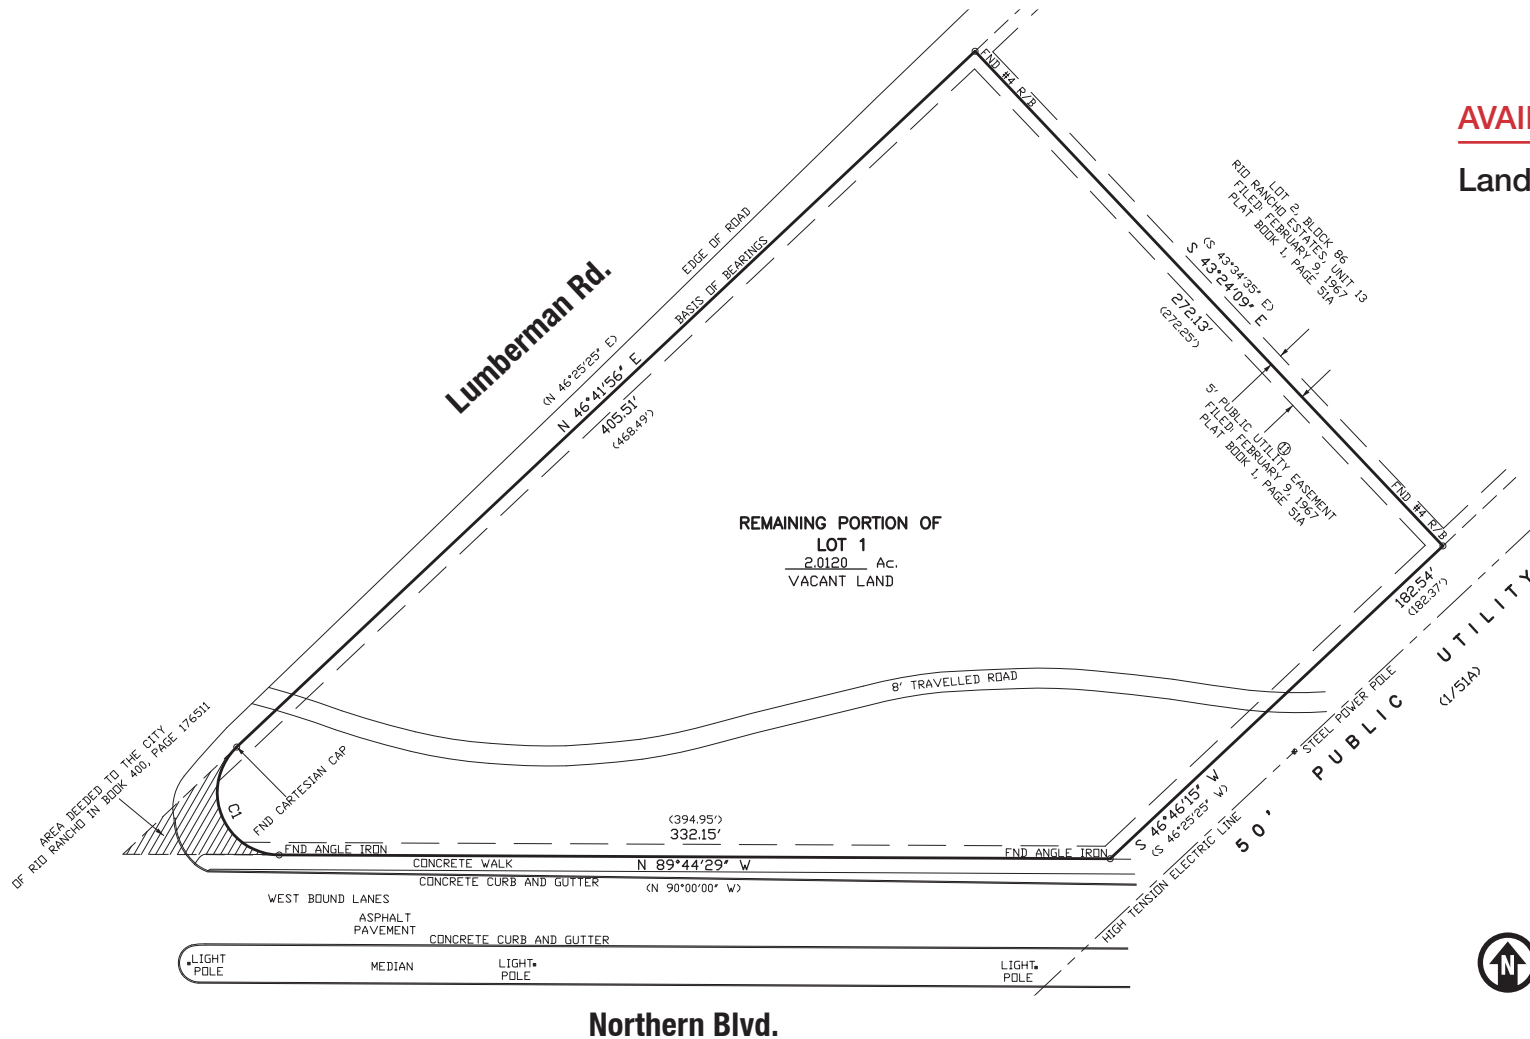 FND #4 R/B
AVAI
Land
LOT 2, BLOCK 86
RIO RANCHO ESTATES, UNIT 13
FILED: FEBRUARY 9, 1967
PLAT BOOK 1, PAGE 51A
(S 43°34'35" E)
S 43°24'09" E
272.13'
(272.25')
EDGE OF ROAD
BASIS OF BEARINGS
Lumberman Rd.
(N 46°25'25" E)
N 46°41'56" E
405.51'
(468.49')
11
5' PUBLIC UTILITY EASEMENT
FILED: FEBRUARY 9, 1967
PLAT BOOK 1, PAGE 51A
FND #4 R/B
REMAINING PORTION OF
LOT 1
2.0120 Ac.
VACANT LAND
182.54'
(182.37')
50' PUBLIC UTILITY
(1/51A)
8' TRAVELLED ROAD
STEEL POWER POLE
AREA DEEDED TO THE CITY
OF RIO RANCHO IN BOOK 400, PAGE 176511
FND CARTESIAN CAP
C1
(394.95')
332.15'
S 46°46'15" W
(S 46°25'25" W)
FND ANGLE IRON
FND ANGLE IRON
CONCRETE WALK
N 89°44'29" W
CONCRETE CURB AND GUTTER
(N 90°00'00" W)
HIGH TENSION ELECTRIC LINE
WEST BOUND LANES
ASPHALT
PAVEMENT
CONCRETE CURB AND GUTTER
LIGHT
POLE
MEDIAN
LIGHT
POLE
LIGHT
POLE
N
Northern Blvd.